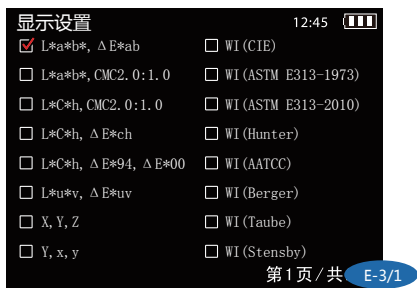 显示设置 12:45
L*a*b*, ΔE*ab WI(CIE)
L*a*b*,CMC2.0:1.0 WI(ASTM E313-1973)
L*C*h,CMC2.0:1.0 WI(ASTM E313-2010)
L*C*h, ΔE*ch WI(Hunter)
L*C*h, ΔE*94, ΔE*00 WI(AATCC)
L*u*v, ΔE*uv WI(Berger)
X,Y,Z WI(Taube)
Y,x,y WI(Stensby)
第1页/共 E-3/1